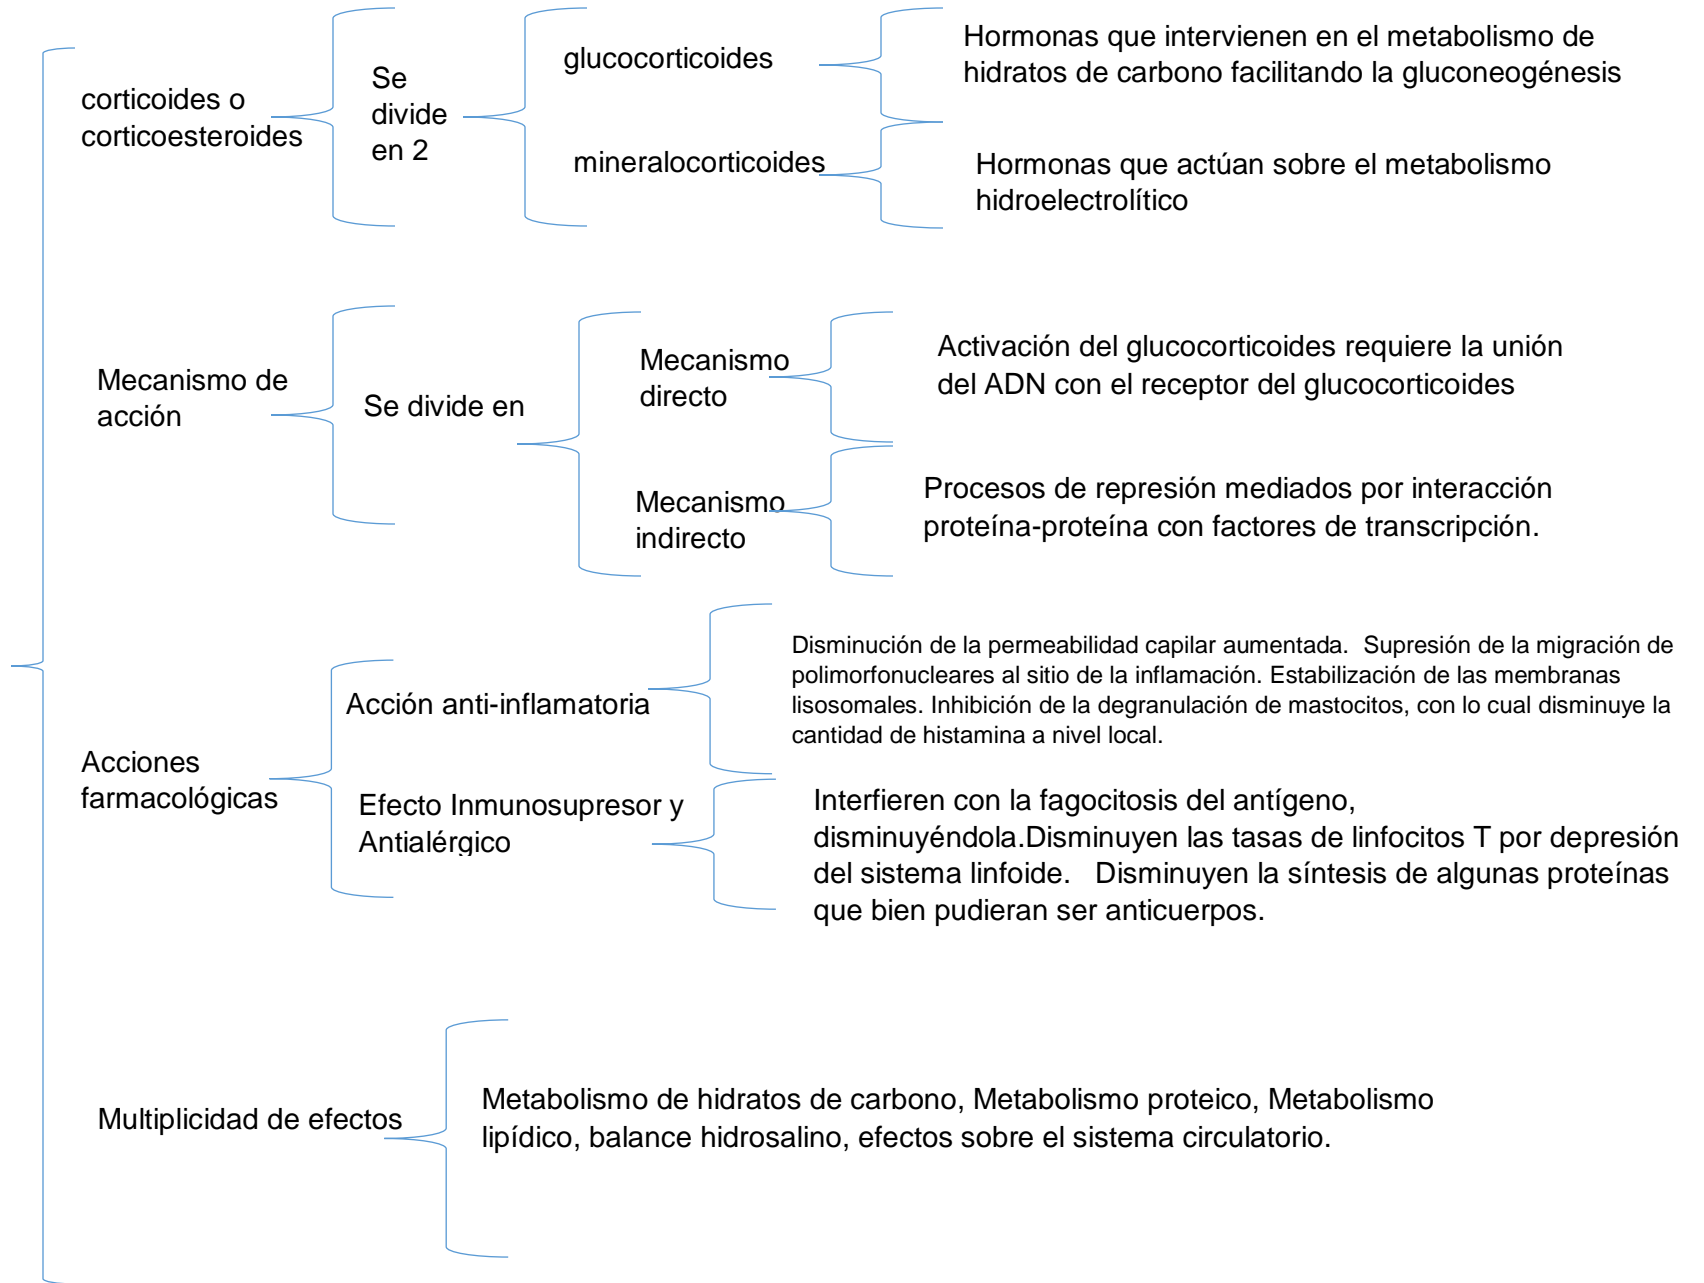 corticoides o
corticoesteroides
Se
divide
en 2
glucocorticoides
Hormonas que intervienen en el metabolismo de
hidratos de carbono facilitando la gluconeogénesis
mineralocorticoides
Hormonas que actúan sobre el metabolismo
hidroelectrolítico
Mecanismo de
acción
Se divide en
Mecanismo
directo
Activación del glucocorticoides requiere la unión
del ADN con el receptor del glucocorticoides
Mecanismo
indirecto
Procesos de represión mediados por interacción
proteína-proteína con factores de transcripción.
Acciones
farmacológicas
Acción anti-inflamatoria
Disminución de la permeabilidad capilar aumentada.  Supresión de la migración de
polimorfonucleares al sitio de la inflamación. Estabilización de las membranas
lisosomales. Inhibición de la degranulación de mastocitos, con lo cual disminuye la
cantidad de histamina a nivel local.
Efecto Inmunosupresor y
Antialérgico
Interfieren con la fagocitosis del antígeno,
disminuyéndola.Disminuyen las tasas de linfocitos T por depresión
del sistema linfoide.   Disminuyen la síntesis de algunas proteínas
que bien pudieran ser anticuerpos.
Multiplicidad de efectos
Metabolismo de hidratos de carbono, Metabolismo proteico, Metabolismo
lipídico, balance hidrosalino, efectos sobre el sistema circulatorio.